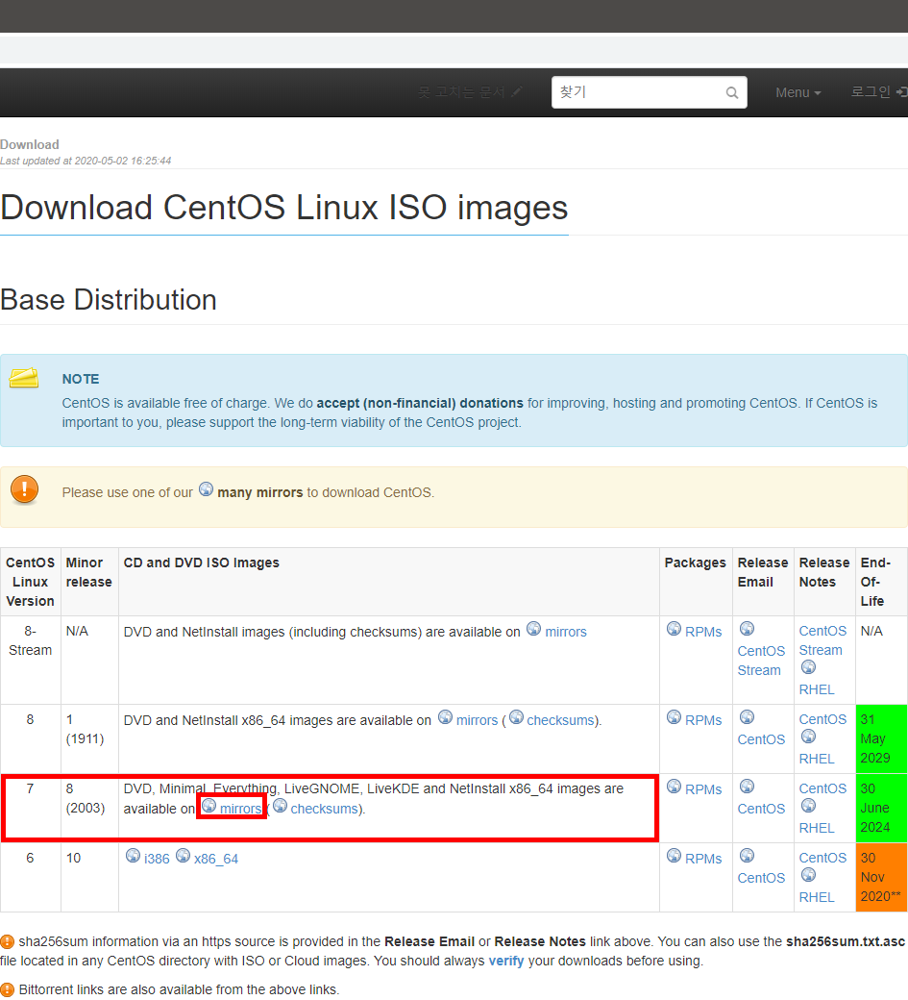 못 고치는 문서
찾기
Menu
로그인
Download
Last updated at 2020-05-02 16:25:44
Download CentOS Linux ISO images
Base Distribution
NOTE
CentOS is available free of charge. We do accept (non-financial) donations for improving, hosting and promoting CentOS. If CentOS is
important to you, please support the long-term viability of the CentOS project.
Please use one of our many mirrors to download CentOS.
CentOS Linux Version
Minor release
CD and DVD ISO Images
Packages
Release Email
Release Notes
End-Of-Life
8-Stream
N/A
DVD and NetInstall images (including checksums) are available on mirrors
RPMs
CentOS Stream
CentOS Stream
RHEL
N/A
8
1 (1911)
DVD and NetInstall x86_64 images are available on mirrors ( checksums).
RPMs
CentOS
CentOS
RHEL
31 May 2029
7
8 (2003)
DVD, Minimal, Everything, LiveGNOME, LiveKDE and NetInstall x86_64 images are
available on mirrors ( checksums).
RPMs
CentOS
CentOS
RHEL
30 June 2024
6
10
i386 x86_64
RPMs
CentOS
CentOS
RHEL
30 Nov 2020**
sha256sum information via an https source is provided in the Release Email or Release Notes link above. You can also use the sha256sum.txt.asc
file located in any CentOS directory with ISO or Cloud images. You should always verify your downloads before using.
Bittorrent links are also available from the above links.